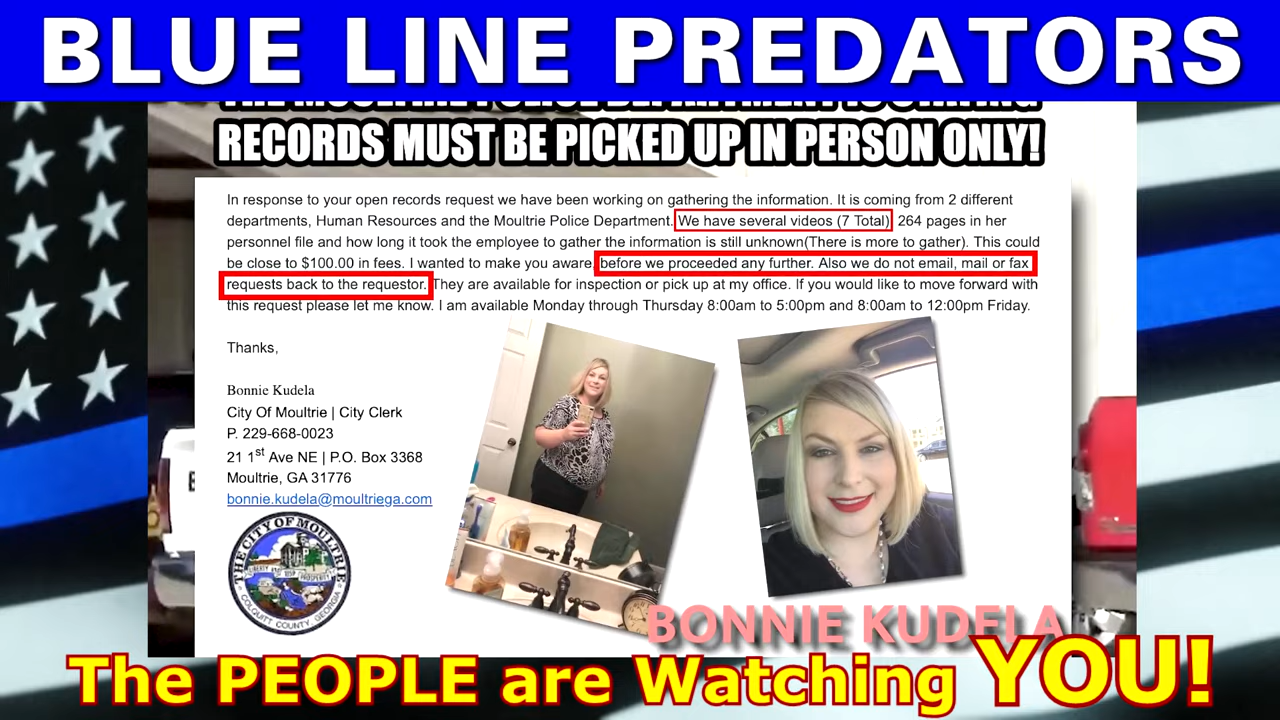 BLUE LINE PREDATORS
THE MOULTRIE POLICE DEPARTMENT IS SAYING
RECORDS MUST BE PICKED UP IN PERSON ONLY!
In response to your open records request we have been working on gathering the information. It is coming from 2 different
departments, Human Resources and the Moultrie Police Department. We have several videos (7 Total), 264 pages in her
personnel file and how long it took the employee to gather the information is still unknown(There is more to gather). This could
be close to $100.00 in fees. I wanted to make you aware, before we proceeded any further. Also we do not email, mail or fax
requests back to the requestor. They are available for inspection or pick up at my office. If you would like to move forward with
this request please let me know. I am available Monday through Thursday 8:00am to 5:00pm and 8:00am to 12:00pm Friday.
Thanks,
Bonnie Kudela
City Of Moultrie | City Clerk
P. 229-668-0023
21 1st Ave NE | P.O. Box 3368
Moultrie, GA 31776
bonnie.kudela@moultriega.com
THE CITY OF MOULTRIE
COLQUITT COUNTY, GEORGIA
BONNIE KUDELA
The PEOPLE are Watching YOU!